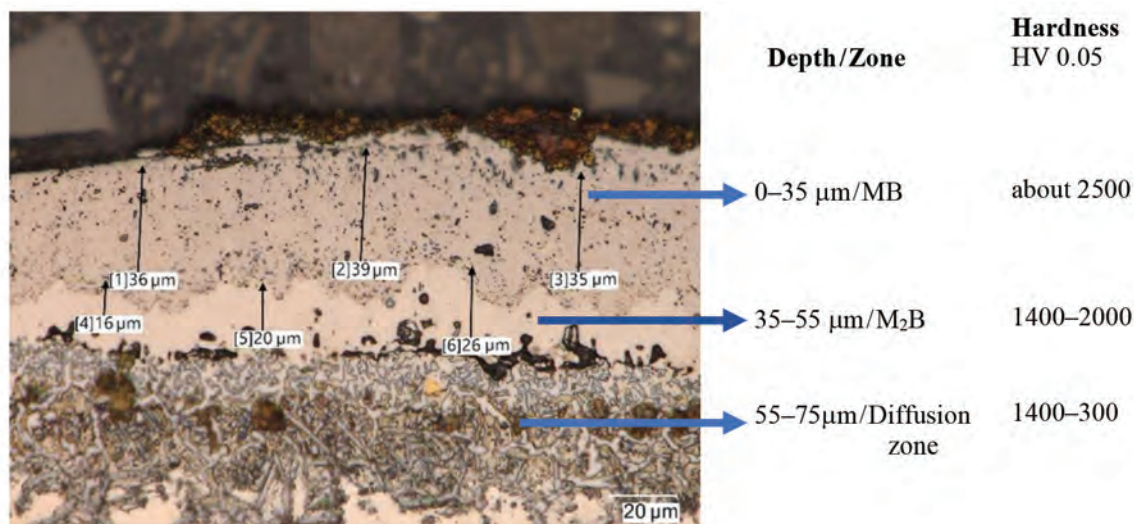 Depth/Zone
Hardness
HV 0.05
0–35 μm/MB
about 2500
35–55 μm/M₂B
1400–2000
55–75μm/Diffusion
zone
1400–300
[1]36 μm
[2]39 μm
[3]35 μm
[4]16 μm
[5]20 μm
[6]26 μm
20 μm